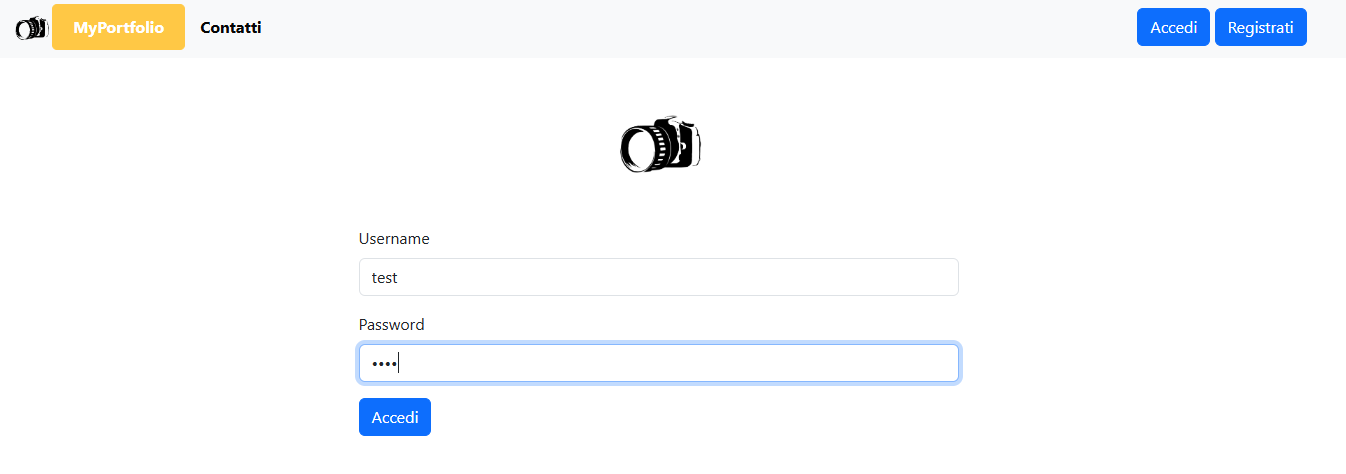 MyPortfolio Contatti Accedi Registrati
Username
test
Password
••••
Accedi